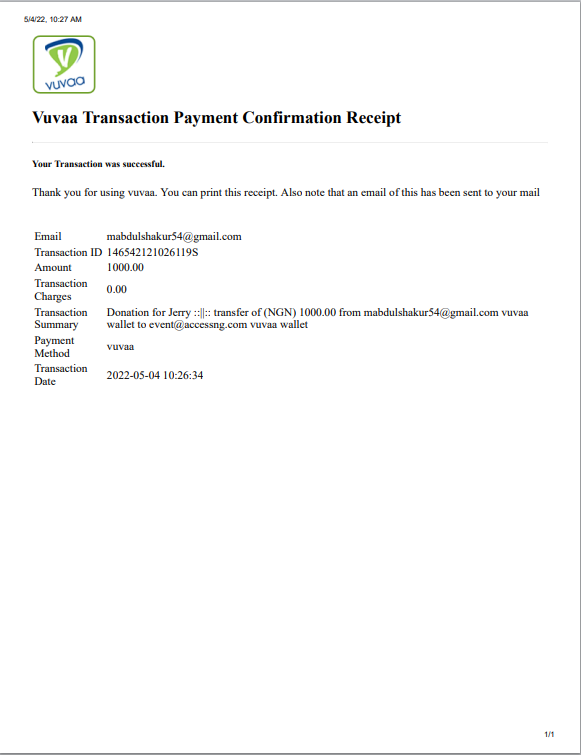 5/4/22, 10:27 AM
vuvaa
Vuvaa Transaction Payment Confirmation Receipt
Your Transaction was successful.
Thank you for using vuvaa. You can print this receipt. Also note that an email of this has been sent to your mail
Email mabdulshakur54@gmail.com
Transaction ID 146542121026119S
Amount 1000.00
Transaction
Charges 0.00
Transaction Donation for Jerry ::||:: transfer of (NGN) 1000.00 from mabdulshakur54@gmail.com vuvaa
Summary wallet to event@accessng.com vuvaa wallet
Payment
Method vuvaa
Transaction
Date 2022-05-04 10:26:34
1/1